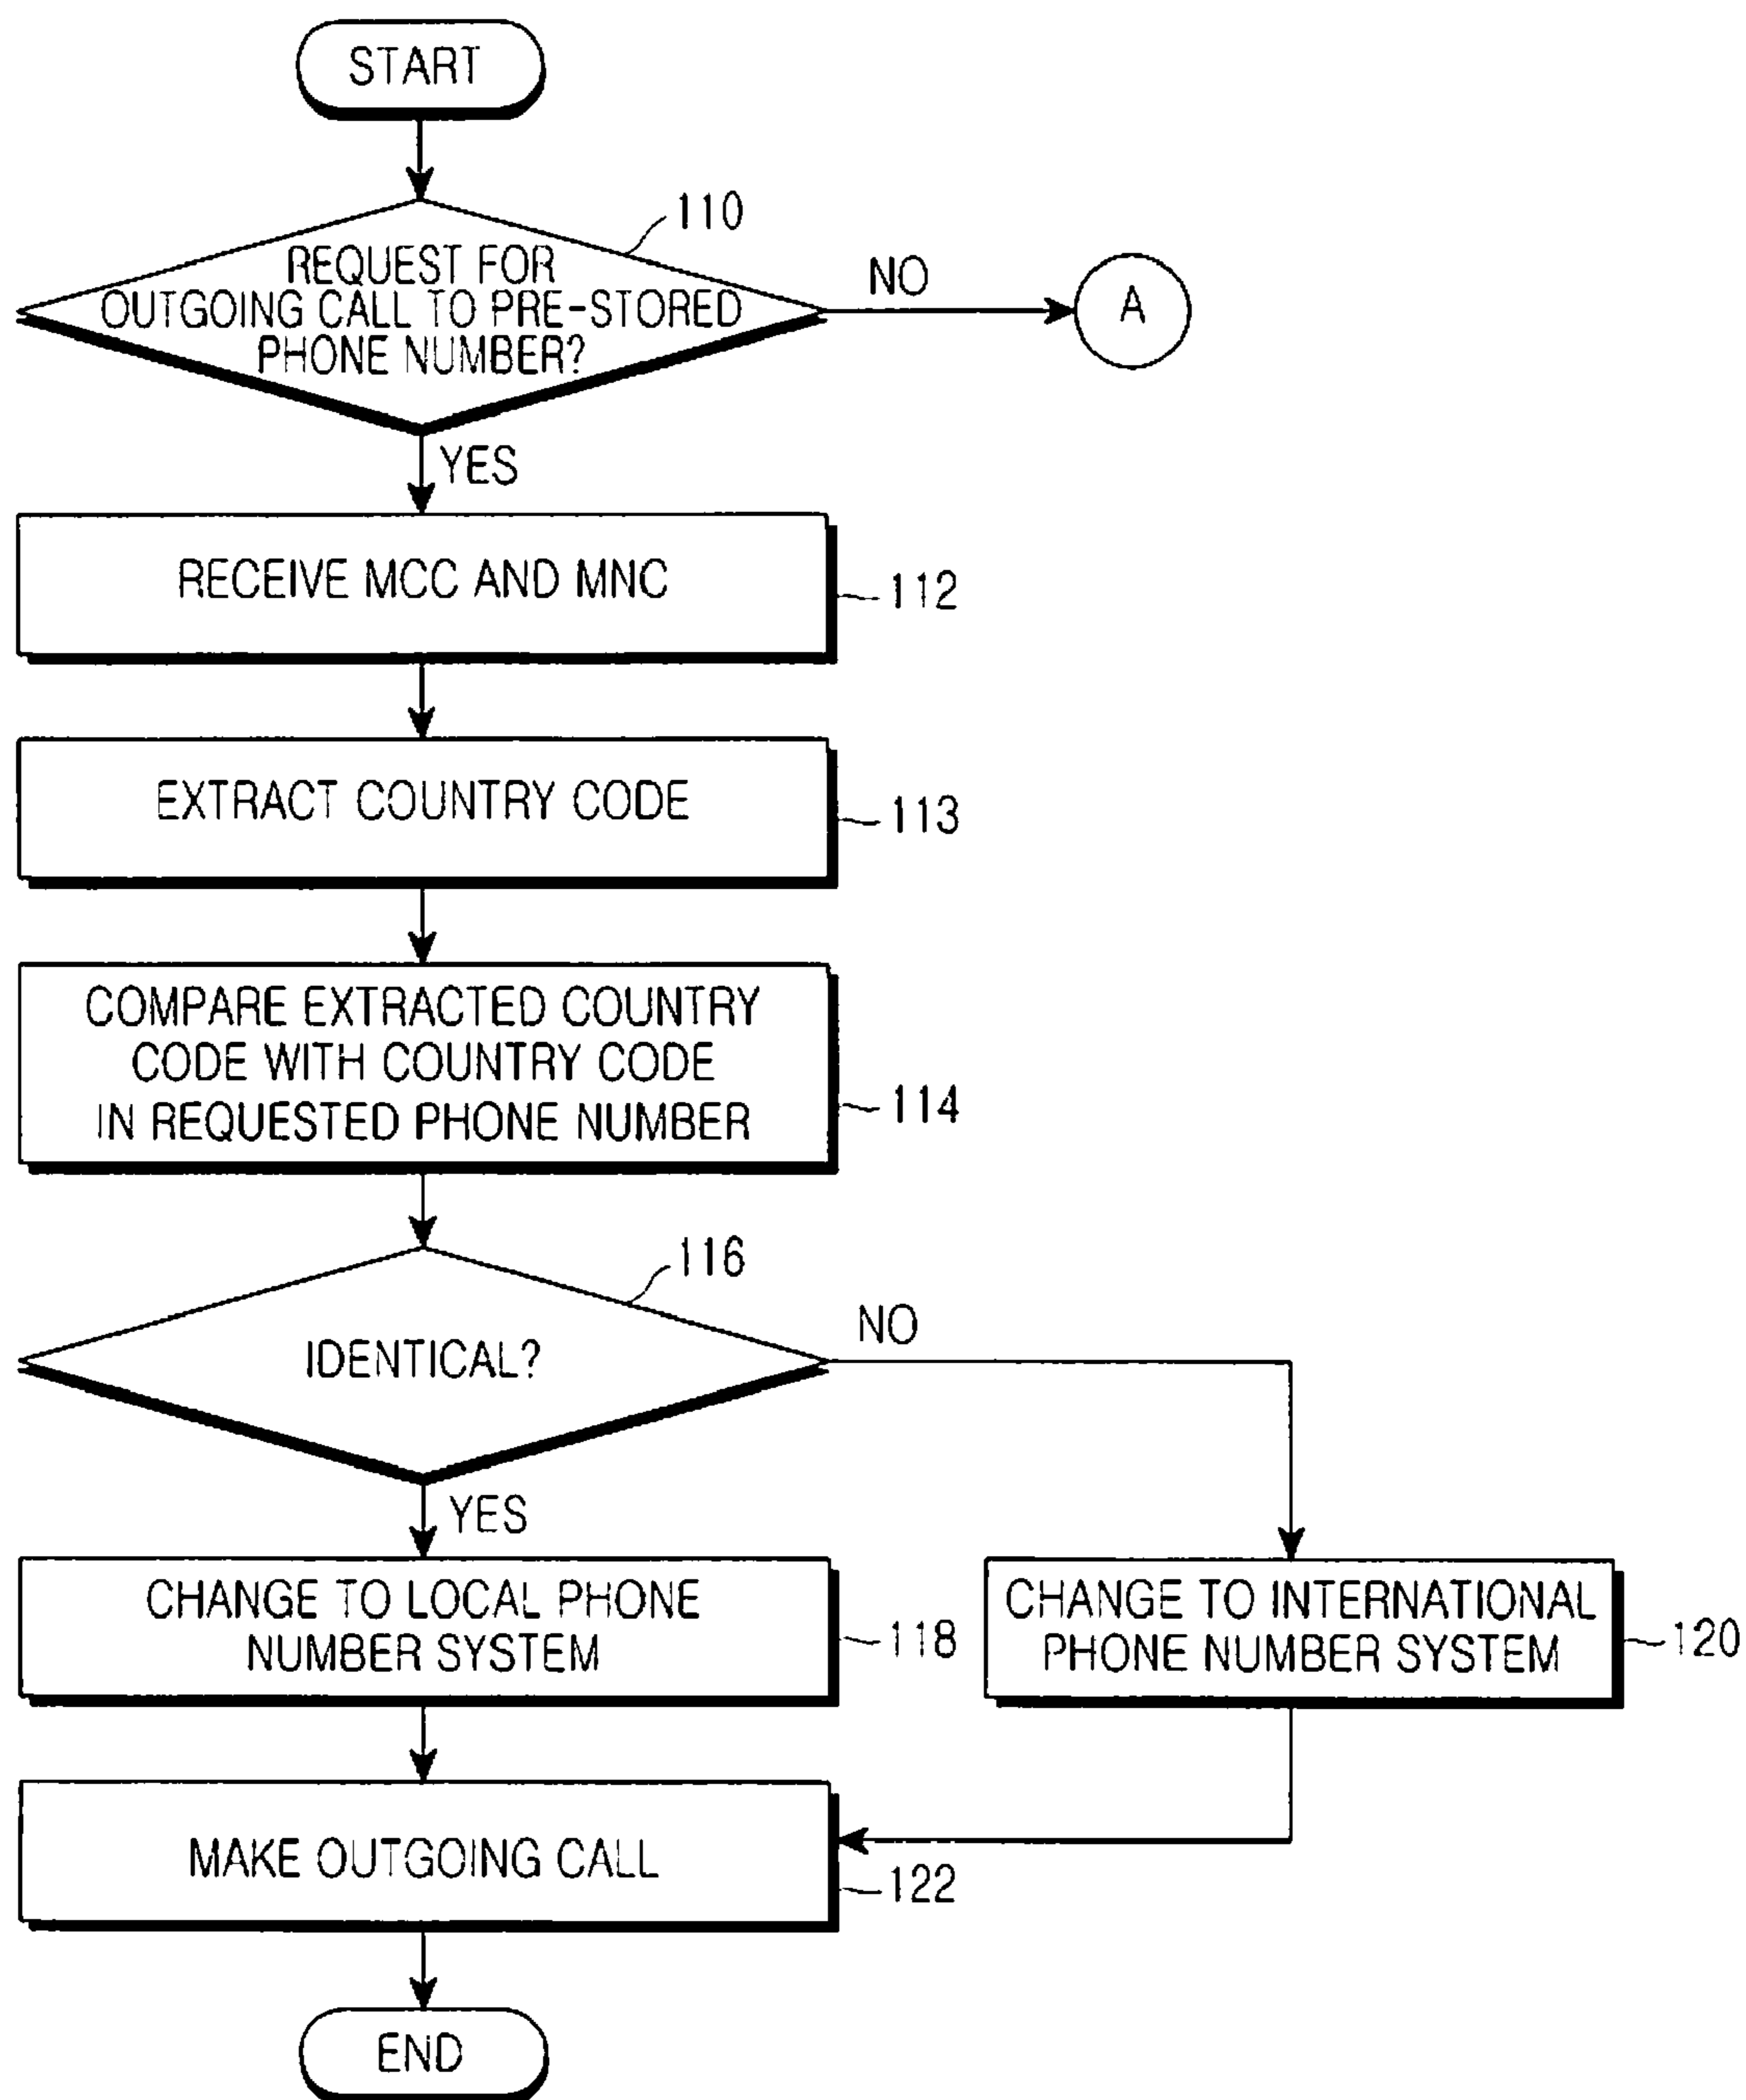 START
110
REQUEST FOR
OUTGOING CALL TO PRE-STORED
PHONE NUMBER?
NO
A
YES
RECEIVE MCC AND MNC
112
EXTRACT COUNTRY CODE
113
COMPARE EXTRACTED COUNTRY
CODE WITH COUNTRY CODE
IN REQUESTED PHONE NUMBER
114
116
IDENTICAL?
NO
YES
CHANGE TO LOCAL PHONE
NUMBER SYSTEM
118
CHANGE TO INTERNATIONAL
PHONE NUMBER SYSTEM
120
MAKE OUTGOING CALL
122
END